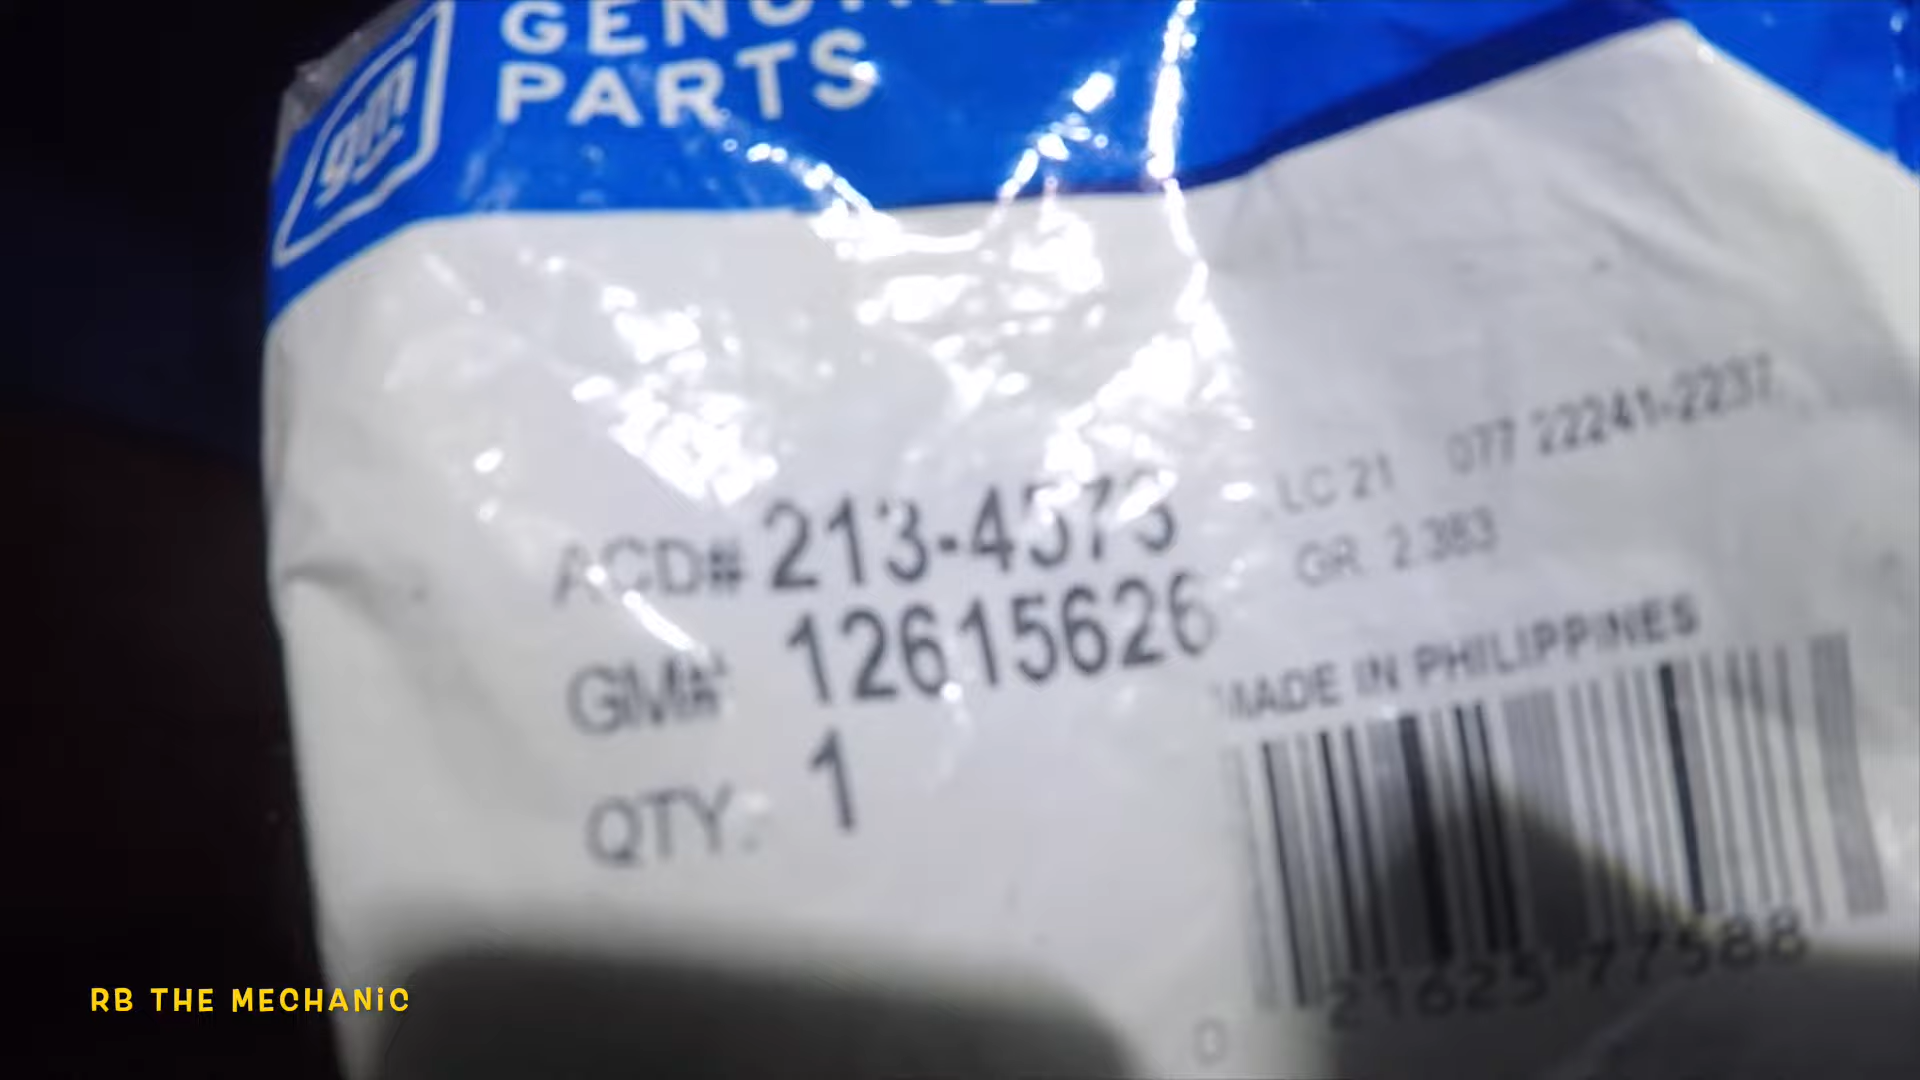 gm
GENUINE
PARTS
LC 21 077 22241-2237
GR. 2.383
ACD# 213-4573
GM# 12615626
QTY: 1
MADE IN PHILIPPINES
0 21625 77588
RB THE MECHANiC